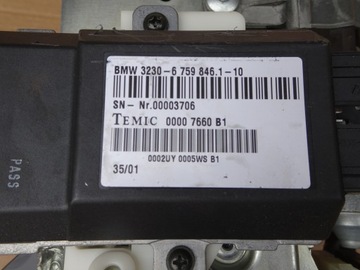 BMW 3230-6 759 846.1-10
SN- Nr.00003706
TEMIC 0000 7660 B1
0002UY 0005WS B1
35/01
PASS